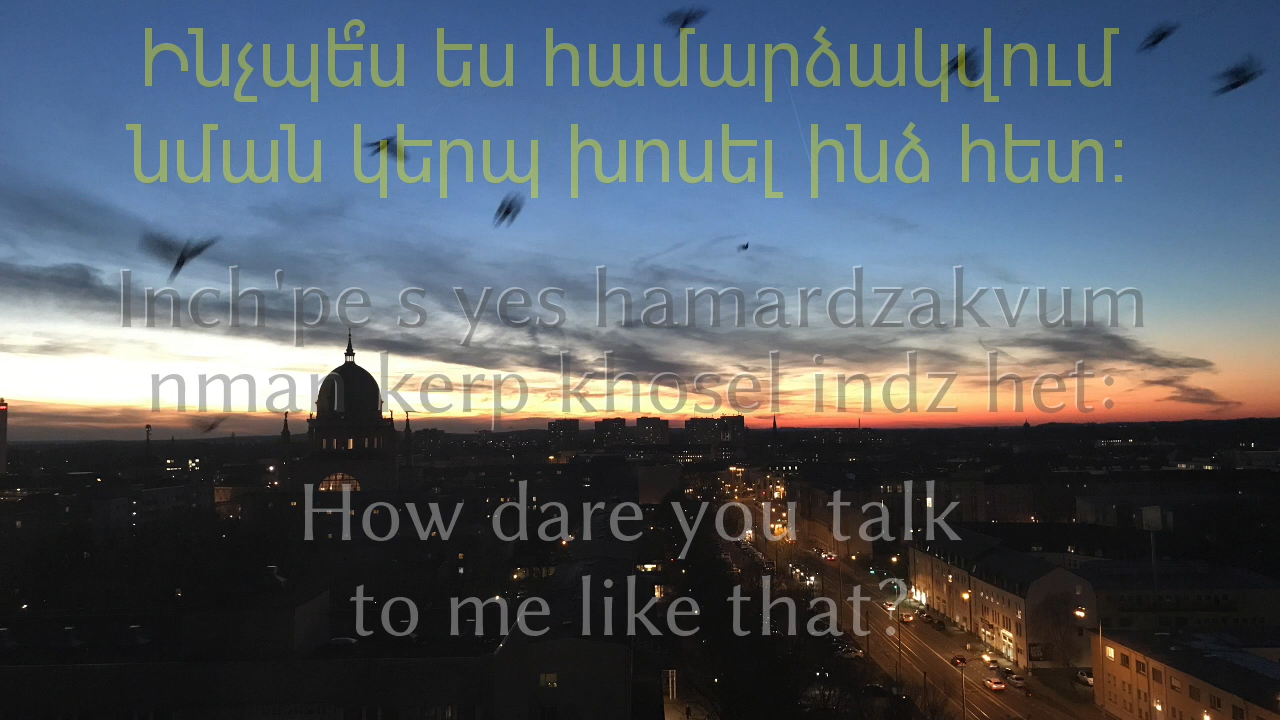 Ինչպե՞ս ես համարձակվում
նման կերպ խոսել ինձ հետ:
Inch'pe s yes hamardzakvum
nman kerp khosel indz het:
How dare you talk
to me like that?